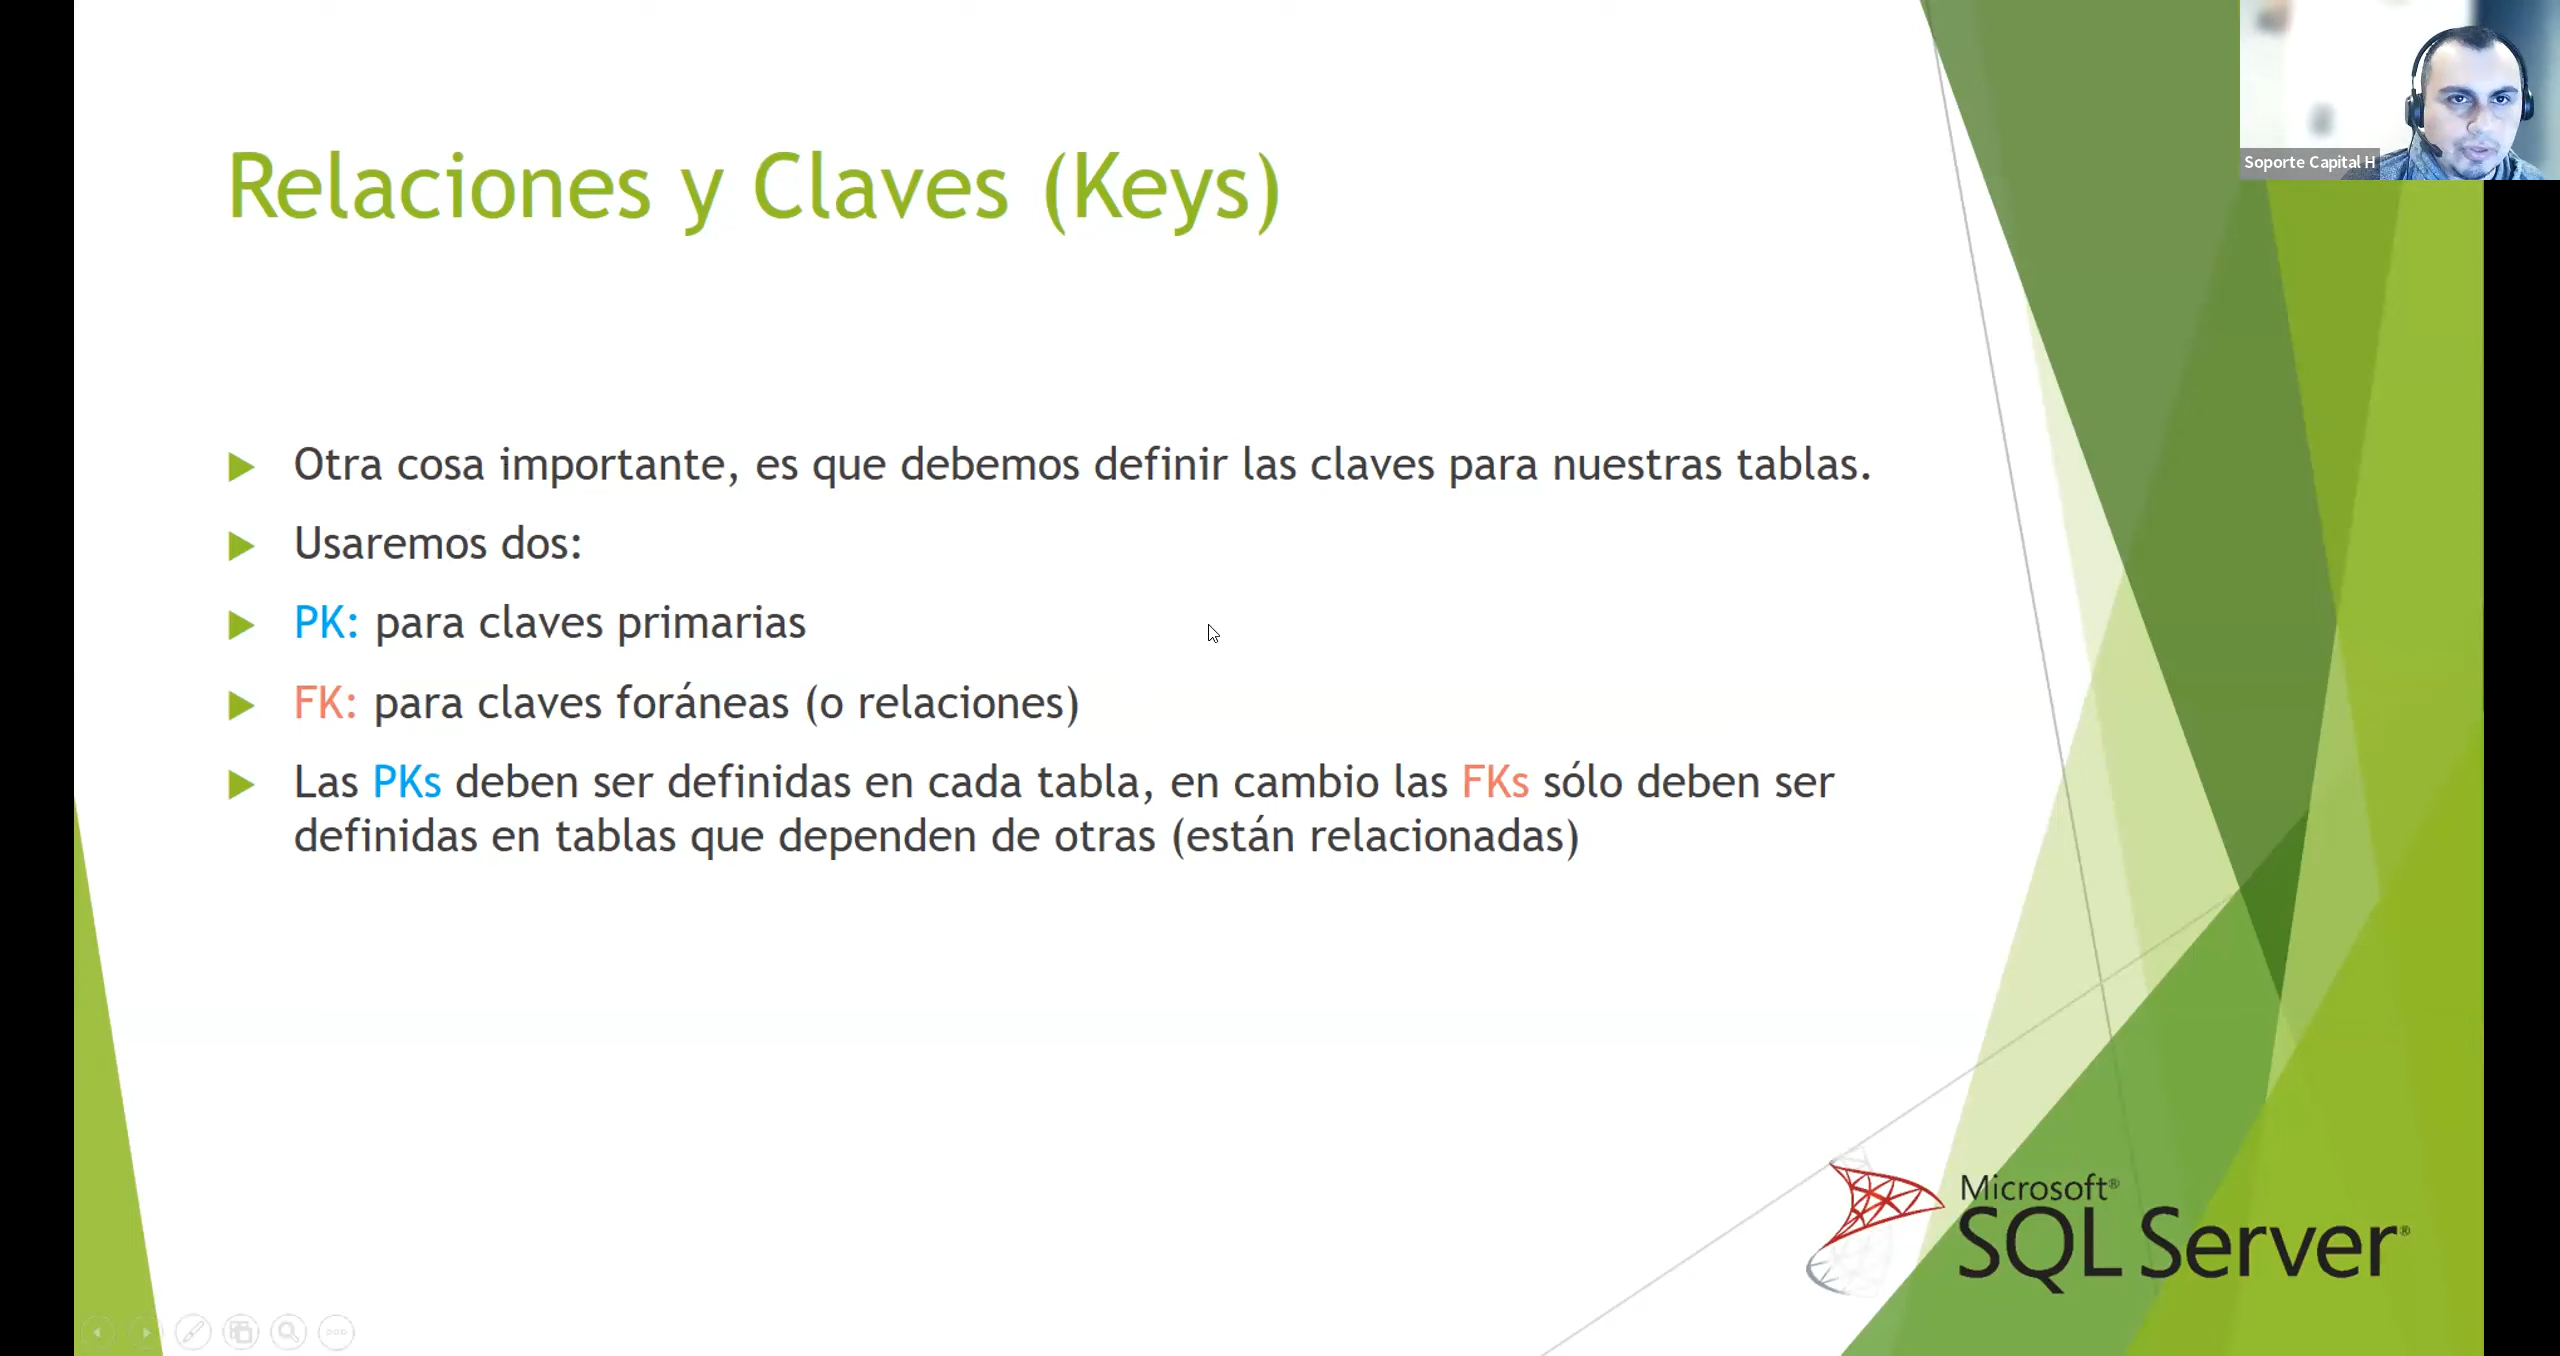 Relaciones y Claves (Keys)
Soporte Capital H
Otra cosa importante, es que debemos definir las claves para nuestras tablas.
Usaremos dos:
PK: para claves primarias
FK: para claves foráneas (o relaciones)
Las PKs deben ser definidas en cada tabla, en cambio las FKs sólo deben ser
definidas en tablas que dependen de otras (están relacionadas)
Microsoft®
SQL Server®